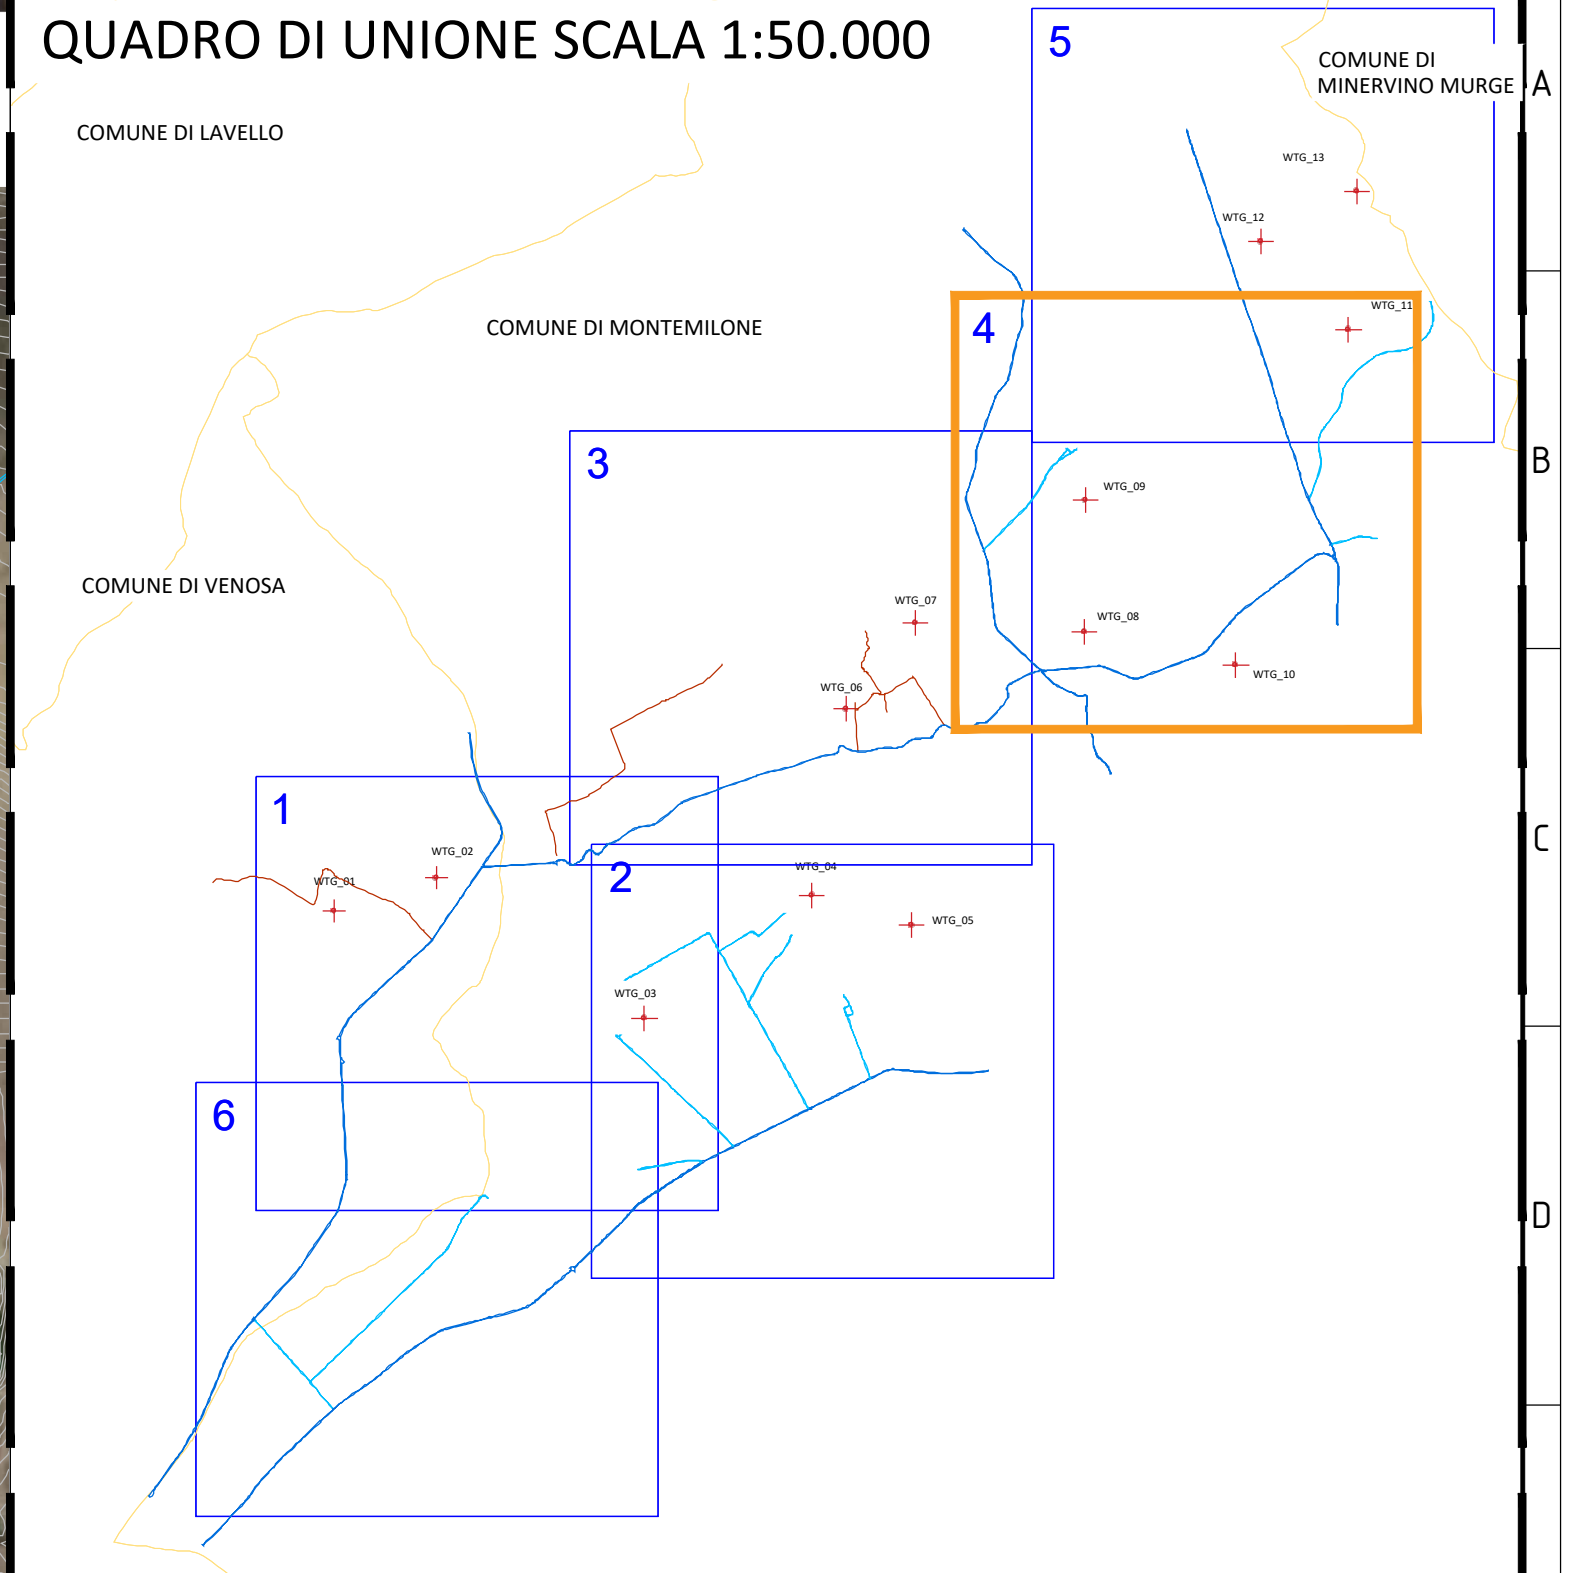 QUADRO DI UNIONE SCALA 1:50.000
5
COMUNE DI
MINERVINO MURGE
A
COMUNE DI LAVELLO
WTG_13
WTG_12
WTG_11
4
COMUNE DI MONTEMILONE
3
B
WTG_09
COMUNE DI VENOSA
WTG_07
WTG_08
WTG_10
WTG_06
1
C
WTG_02
2
WTG_04
WTG_01
WTG_05
WTG_03
6
D